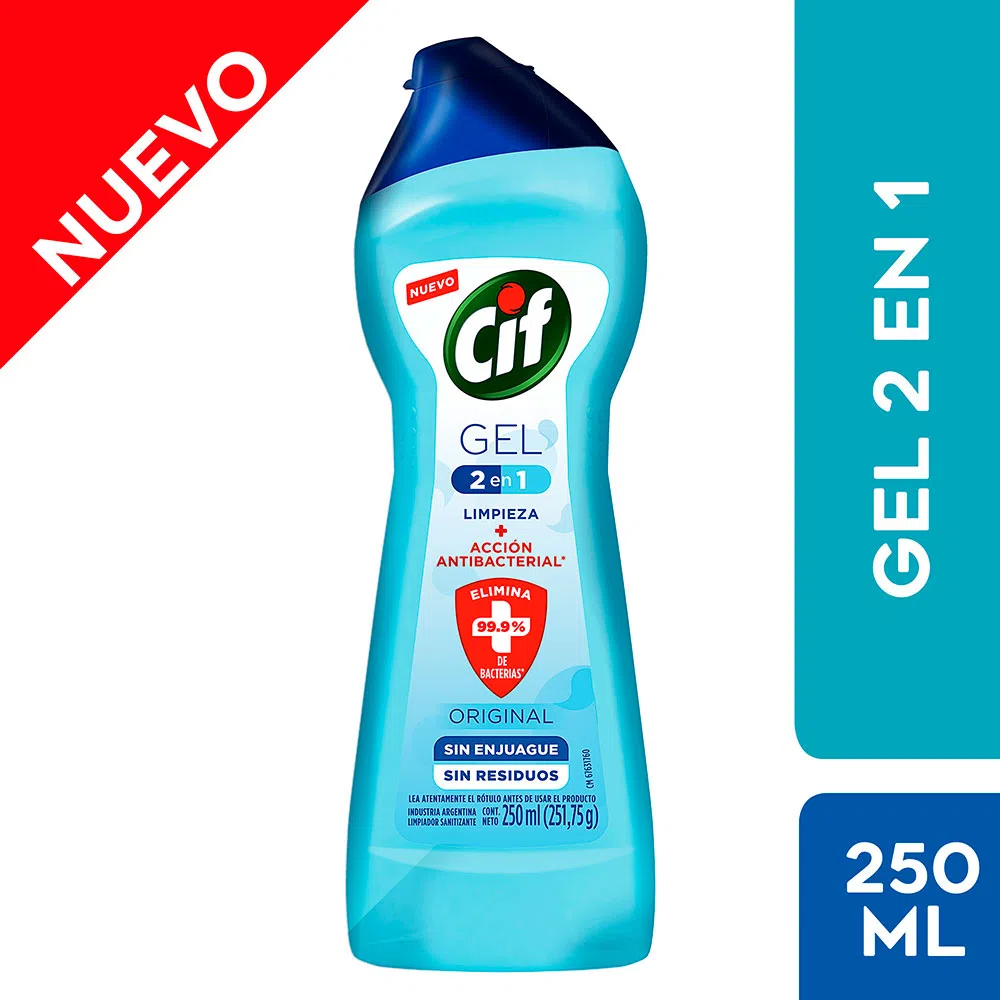 NUEVO
NUEVO
Cif
GEL
2 en 1
LIMPIEZA
+
ACCIÓN
ANTIBACTERIAL*
ELIMINA
99.9%
DE
BACTERIAS*
ORIGINAL
SIN ENJUAGUE
SIN RESIDUOS
CM 67631760
LEA ATENTAMENTE EL RÓTULO ANTES DE USAR EL PRODUCTO
INDUSTRIA ARGENTINA
LIMPIADOR SANITIZANTE
CONT. NETO 250 ml (251,75 g)
GEL 2 EN 1
250
ML